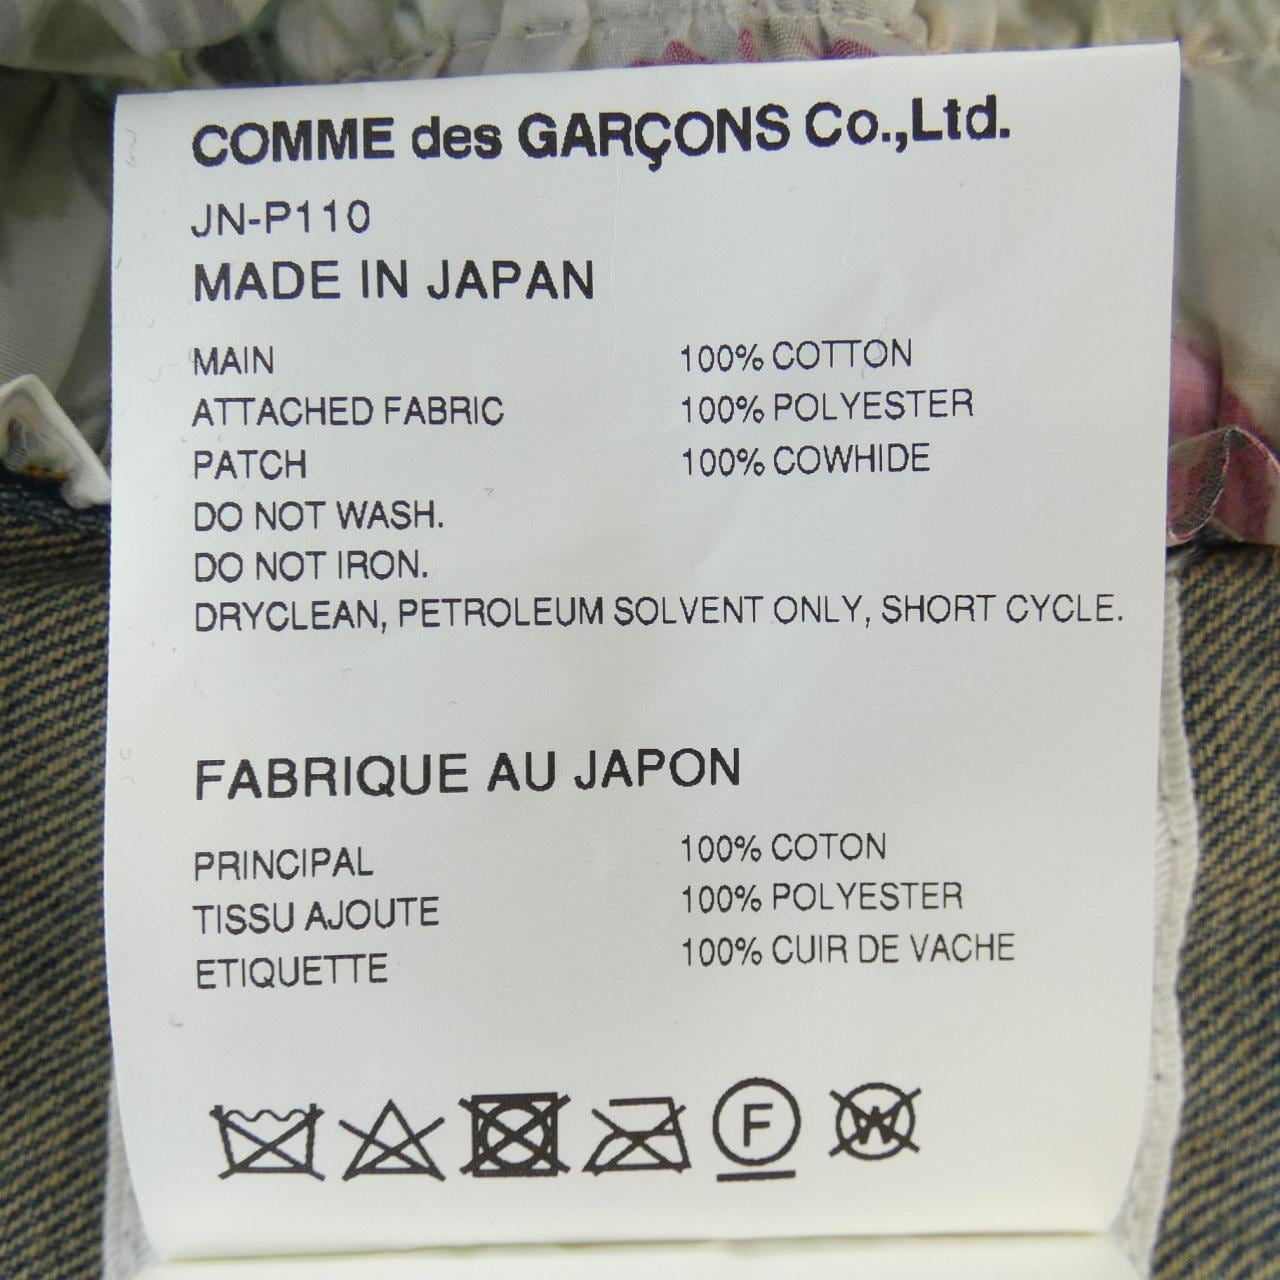 COMME des GARÇONS Co.,Ltd.
JN-P110
MADE IN JAPAN
MAIN 100% COTTON
ATTACHED FABRIC 100% POLYESTER
PATCH 100% COWHIDE
DO NOT WASH.
DO NOT IRON.
DRYCLEAN, PETROLEUM SOLVENT ONLY, SHORT CYCLE.
FABRIQUE AU JAPON
PRINCIPAL 100% COTON
TISSU AJOUTE 100% POLYESTER
ETIQUETTE 100% CUIR DE VACHE
F W